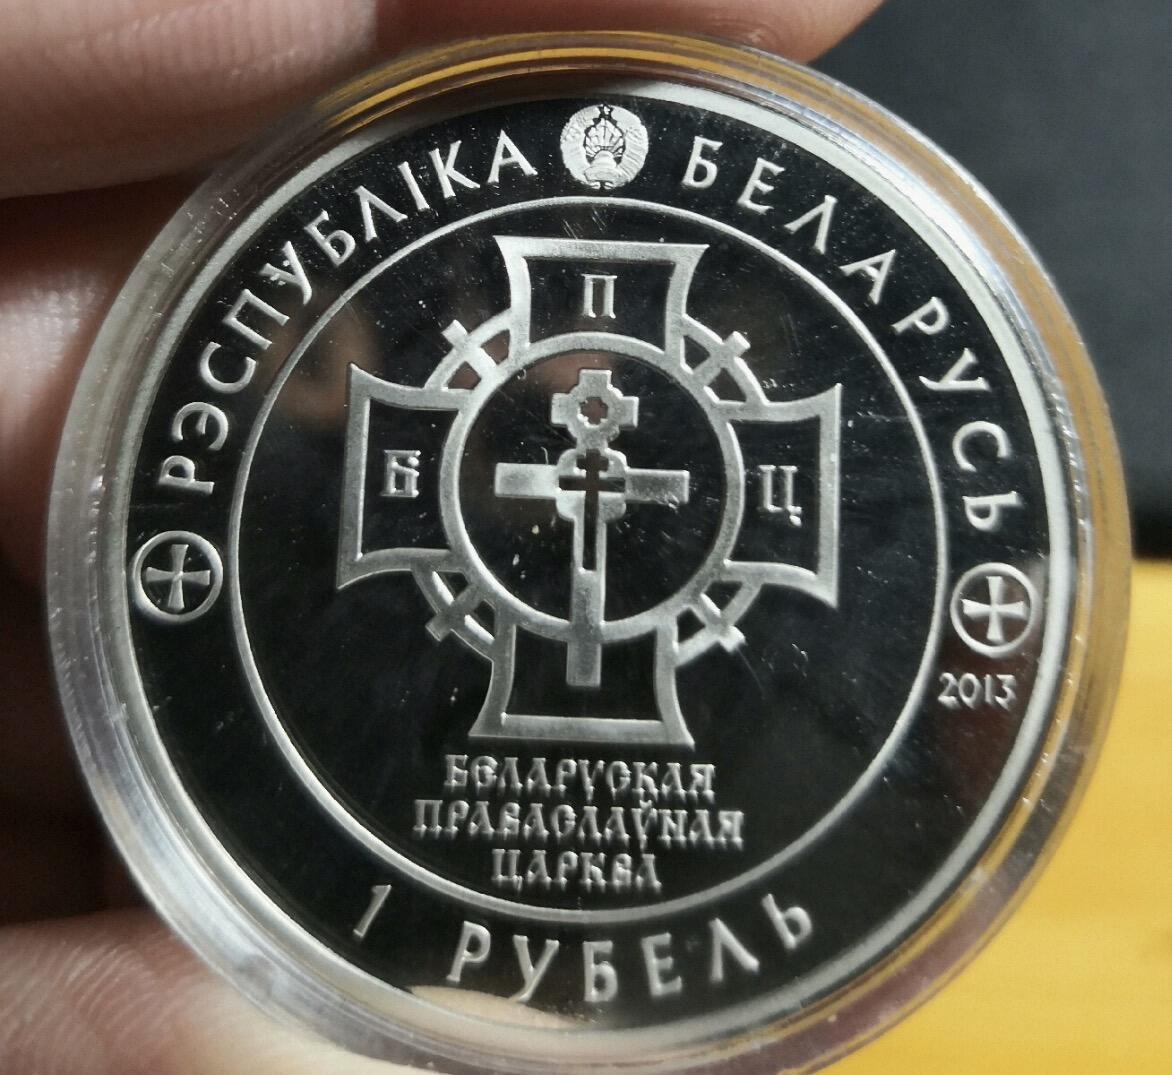 РЭСПУБЛІКА БЕЛАРУСЬ
П
Б Ц
2013
БЕЛАРУСКАЯ
ПРАВАСЛАЎНАЯ
ЦАРКВА
1 РУБЕЛЬ